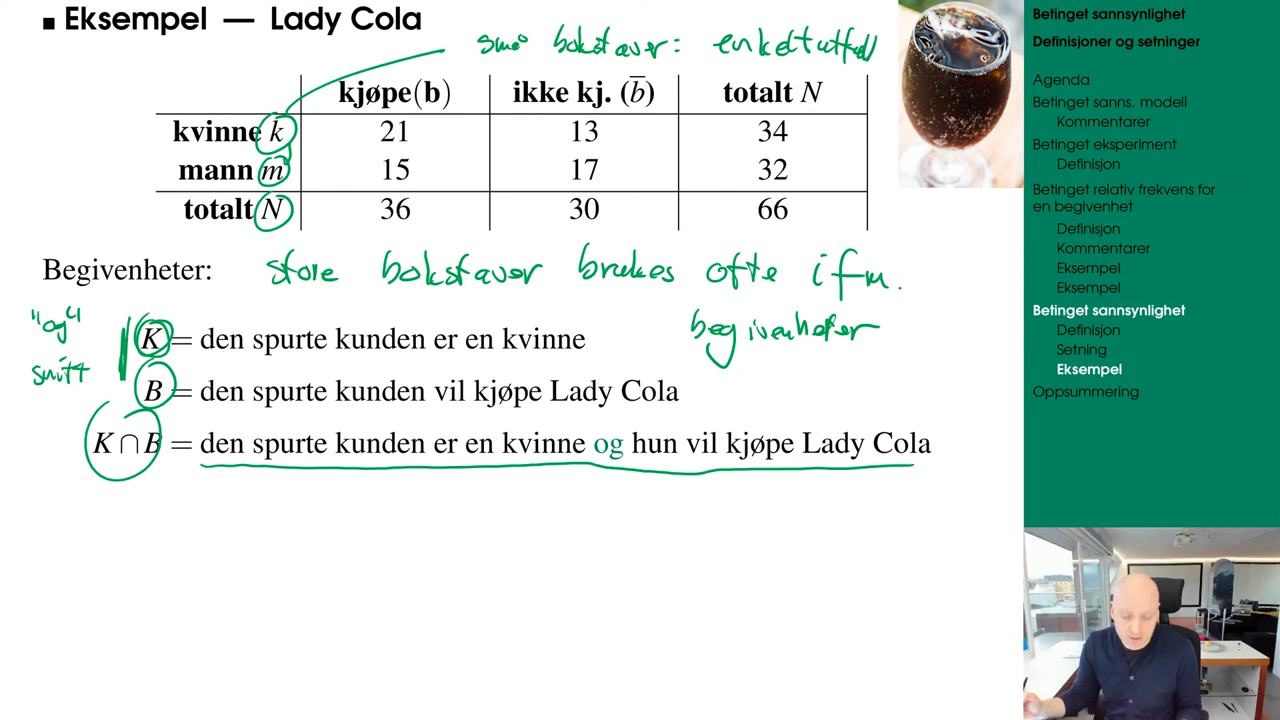 Eksempel — Lady Cola
små bokstaver: enkeltutfall
kjøpe(b) ikke kj. (b̅) totalt N
kvinne k 21 13 34
mann m 15 17 32
totalt N 36 30 66
Begivenheter: store bokstaver brukes ofte ifm.
begivenheter
"og"
snitt
K = den spurte kunden er en kvinne
B = den spurte kunden vil kjøpe Lady Cola
K ∩ B = den spurte kunden er en kvinne og hun vil kjøpe Lady Cola
Betinget sannsynlighet
Definisjoner og setninger
Agenda
Betinget sanns. modell
Kommentarer
Betinget eksperiment
Definisjon
Betinget relativ frekvens for
en begivenhet
Definisjon
Kommentarer
Eksempel
Eksempel
Betinget sannsynlighet
Definisjon
Setning
Eksempel
Oppsummering